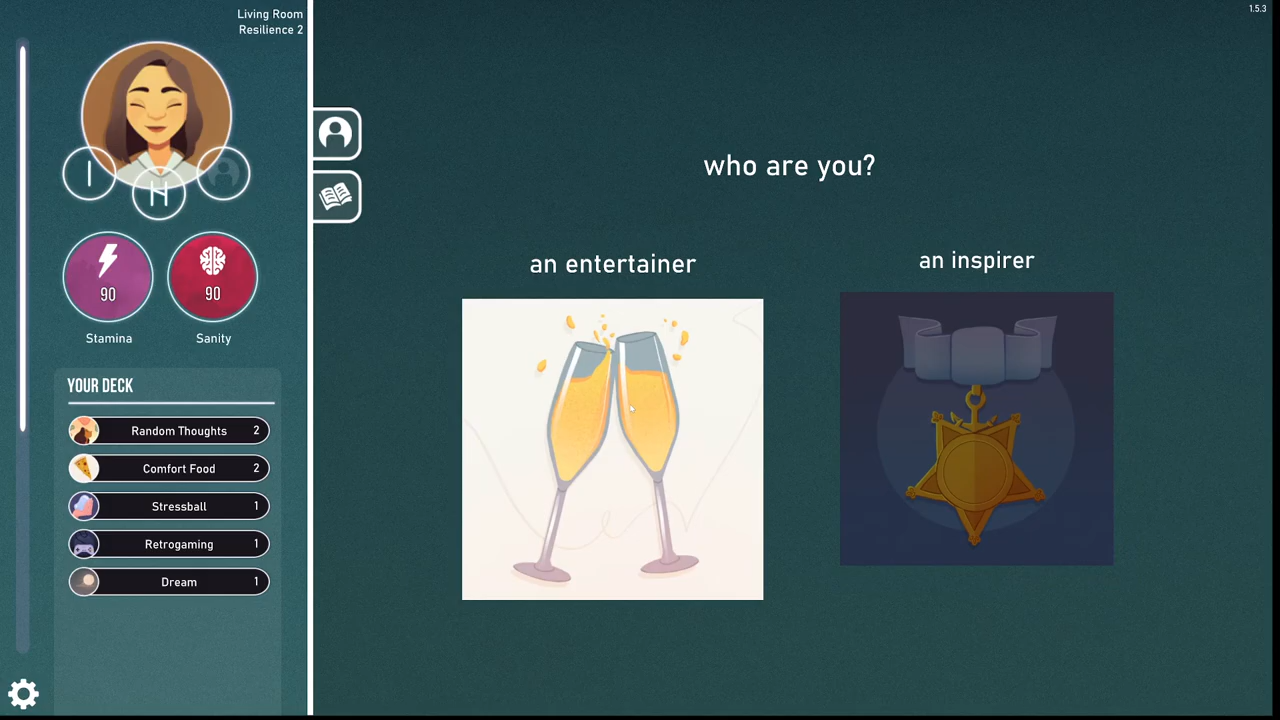 Living Room
Resilience 2
1.5.3
I
H
90
90
Stamina
Sanity
YOUR DECK
Random Thoughts 2
Comfort Food 2
Stressball 1
Retrogaming 1
Dream 1
who are you?
an entertainer
an inspirer